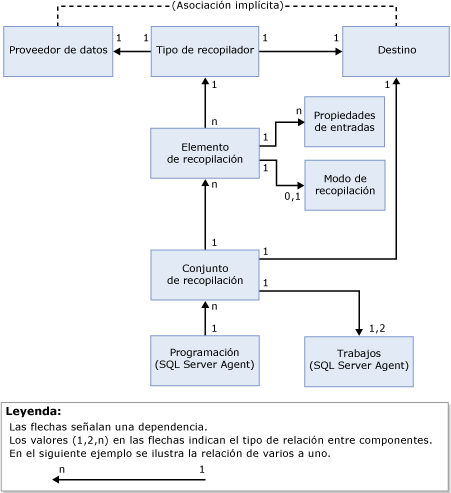 (Asociación implícita)
Proveedor de datos
1
1
Tipo de recopilador
1
1
Destino
1
1
n
1
n
Propiedades
de entradas
Elemento
de recopilación
1
0,1
Modo de
recopilación
n
1
Conjunto
de recopilación
1
1
n
1
1,2
Programación
(SQL Server Agent)
Trabajos
(SQL Server Agent)
Leyenda:
Las flechas señalan una dependencia.
Los valores (1,2,n) en las flechas indican el tipo de relación entre componentes.
En el siguiente ejemplo se ilustra la relación de varios a uno.
n
1